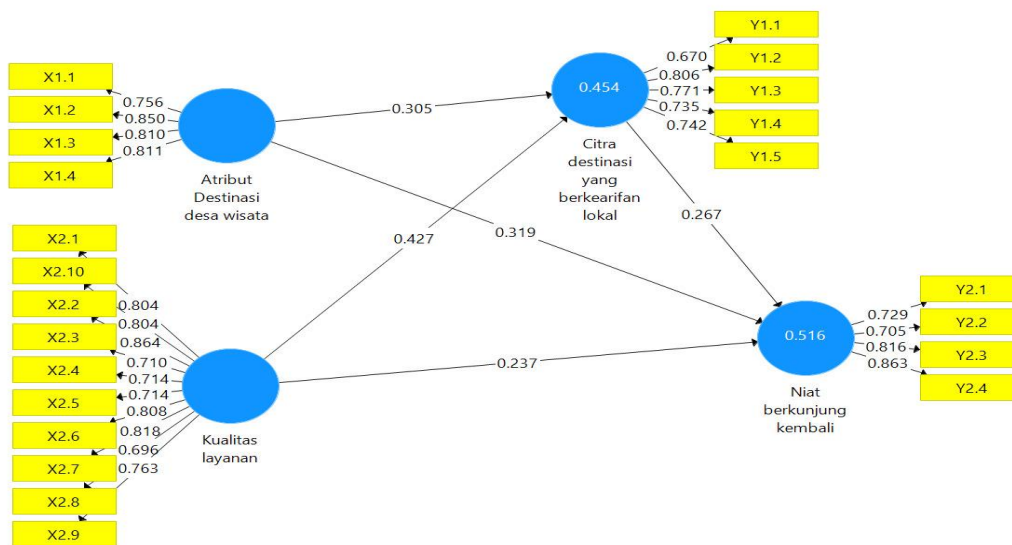 X1.1
X1.2
X1.3
X1.4
0.756
0.850
0.810
0.811
Atribut
Destinasi
desa wisata
0.305
0.454
Citra
destinasi
yang
berkearifan
lokal
0.670
0.806
0.771
0.735
0.742
Y1.1
Y1.2
Y1.3
Y1.4
Y1.5
0.427
0.319
0.267
0.237
X2.1
X2.10
X2.2
X2.3
X2.4
X2.5
X2.6
X2.7
X2.8
X2.9
0.804
0.804
0.864
0.710
0.714
0.714
0.808
0.818
0.696
0.763
Kualitas
layanan
0.516
Niat
berkunjung
kembali
0.729
0.705
0.816
0.863
Y2.1
Y2.2
Y2.3
Y2.4